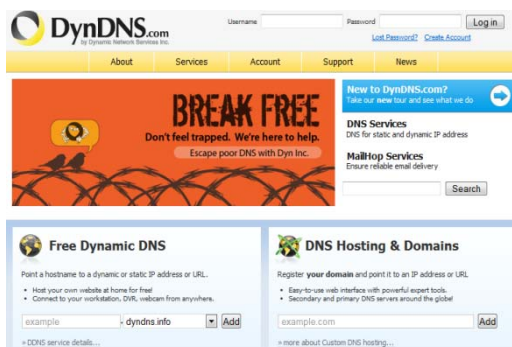 DynDNS.com
by Dynamic Network Services Inc.
Username
Password
Log in
Lost Password? Create Account
About Services Account Support News
BREAK FREE
Don't feel trapped. We're here to help.
Escape poor DNS with Dyn Inc.
New to DynDNS.com?
Take our new tour and see what we do
DNS Services
DNS for static and dynamic IP address
MailHop Services
Ensure reliable email delivery
Search
Free Dynamic DNS
Point a hostname to a dynamic or static IP address or URL.
• Host your own website at home for free!
• Connect to your workstation, DVR, webcam from anywhere.
example . dyndns.info Add
» DDNS service details...
DNS Hosting & Domains
Register your domain and point it to an IP address or URL
• Easy-to-use web interface with powerful expert tools.
• Secondary and primary DNS servers around the globe!
example.com Add
» more about Custom DNS hosting...